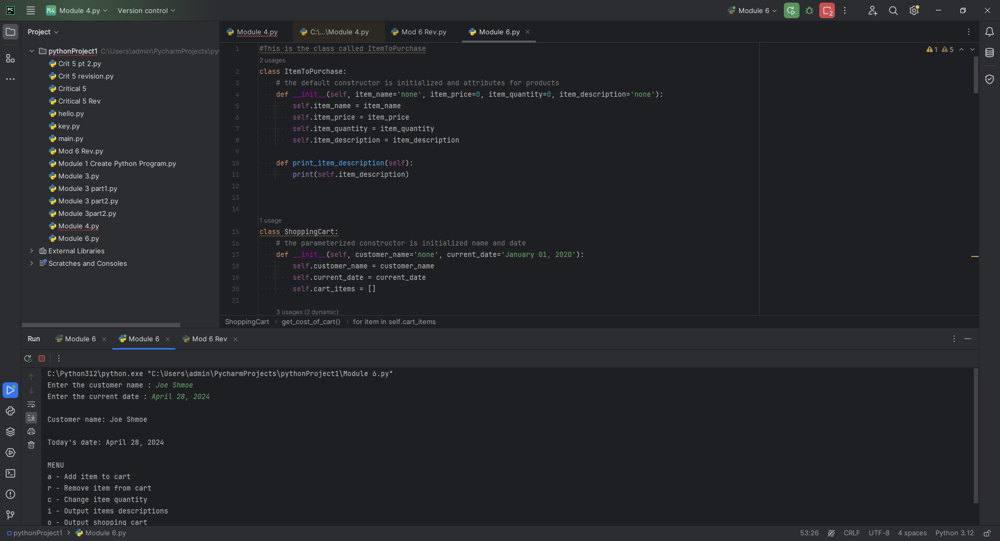 PC M4 Module 4.py Version control Module 6 2
Project
pythonProject1 C:\Users\admin\PycharmProjects\pyt
Crit 5 pt 2.py
Crit 5 revision.py
Critical 5
Critical 5 Rev
hello.py
key.py
main.py
Mod 6 Rev.py
Module 1 Create Python Program.py
Module 3.py
Module 3 part1.py
Module 3 part2.py
Module 3part2.py
Module 4.py
Module 6.py
External Libraries
Scratches and Consoles
Module 4.py C:\...\Module 4.py Mod 6 Rev.py Module 6.py
1 5
1 #This is the class called ItemToPurchase
2 usages
2 class ItemToPurchase:
3 # the default constructor is initialized and attributes for products
4 def __init__(self, item_name='none', item_price=0, item_quantity=0, item_description='none'):
5 self.item_name = item_name
6 self.item_price = item_price
7 self.item_quantity = item_quantity
8 self.item_description = item_description
9
10 def print_item_description(self):
11 print(self.item_description)
12
13
14
1 usage
15 class ShoppingCart:
16 # the parameterized constructor is initialized name and date
17 def __init__(self, customer_name='none', current_date='January 01, 2020'):
18 self.customer_name = customer_name
19 self.current_date = current_date
20 self.cart_items = []
21
3 usages (2 dynamic)
ShoppingCart get_cost_of_cart() for item in self.cart_items
Run Module 6 Module 6 Mod 6 Rev
C:\Python312\python.exe "C:\Users\admin\PycharmProjects\pythonProject1\Module 6.py"
Enter the customer name : Joe Shmoe
Enter the current date : April 28, 2024
Customer name: Joe Shmoe
Today's date: April 28, 2024
MENU
a - Add item to cart
r - Remove item from cart
c - Change item quantity
i - Output items descriptions
o - Output shopping cart
pythonProject1 Module 6.py 53:26 CRLF UTF-8 4 spaces Python 3.12